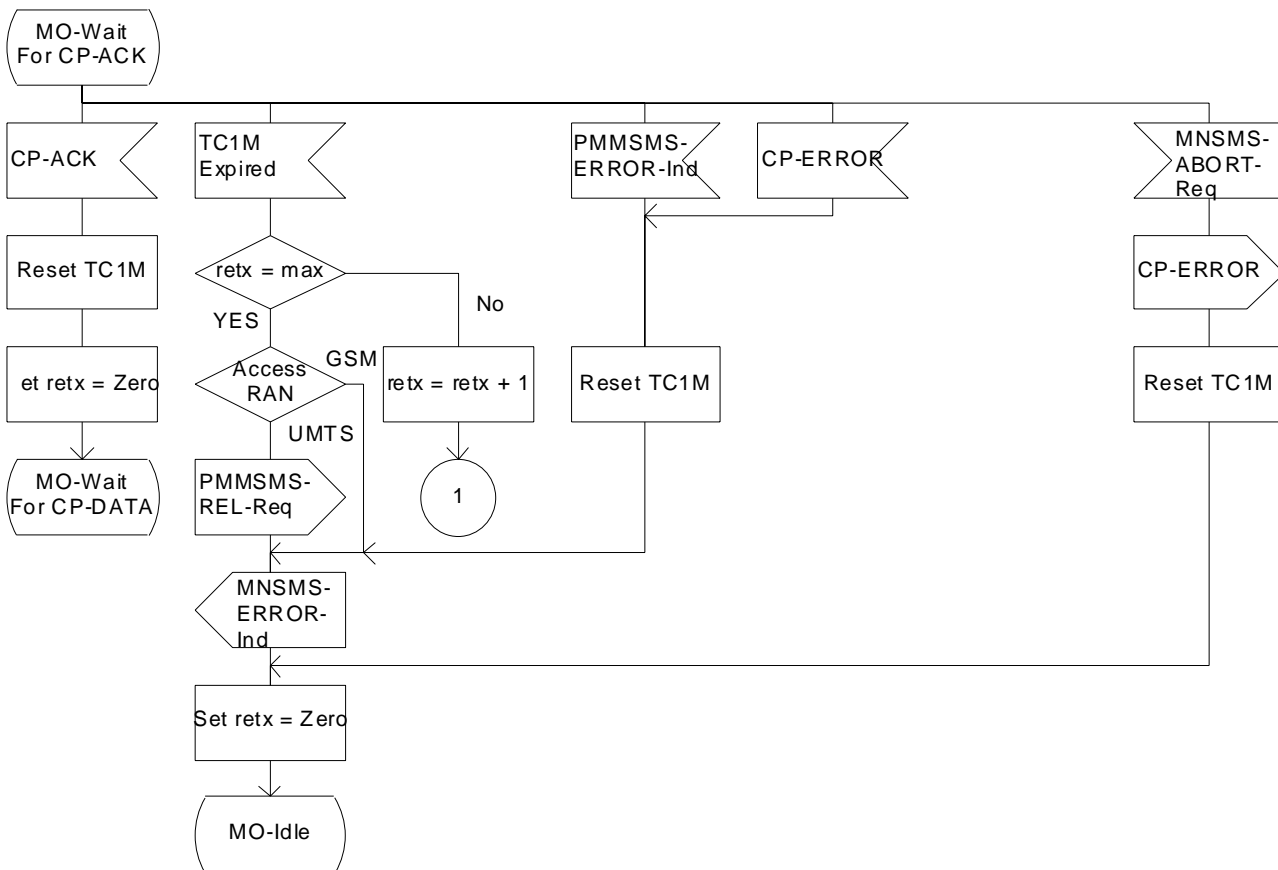 MO-Wait
For CP-ACK
CP-ACK
TC1M
Expired
PMMSMS-
ERROR-Ind
CP-ERROR
MNSMS-
ABORT-
Req
Reset TC1M
retx = max
No
YES
CP-ERROR
et retx = Zero
Access
RAN
GSM
UMTS
retx = retx + 1
Reset TC1M
Reset TC1M
MO-Wait
For CP-DATA
PMMSMS-
REL-Req
1
MNSMS-
ERROR-
Ind
Set retx = Zero
MO-Idle